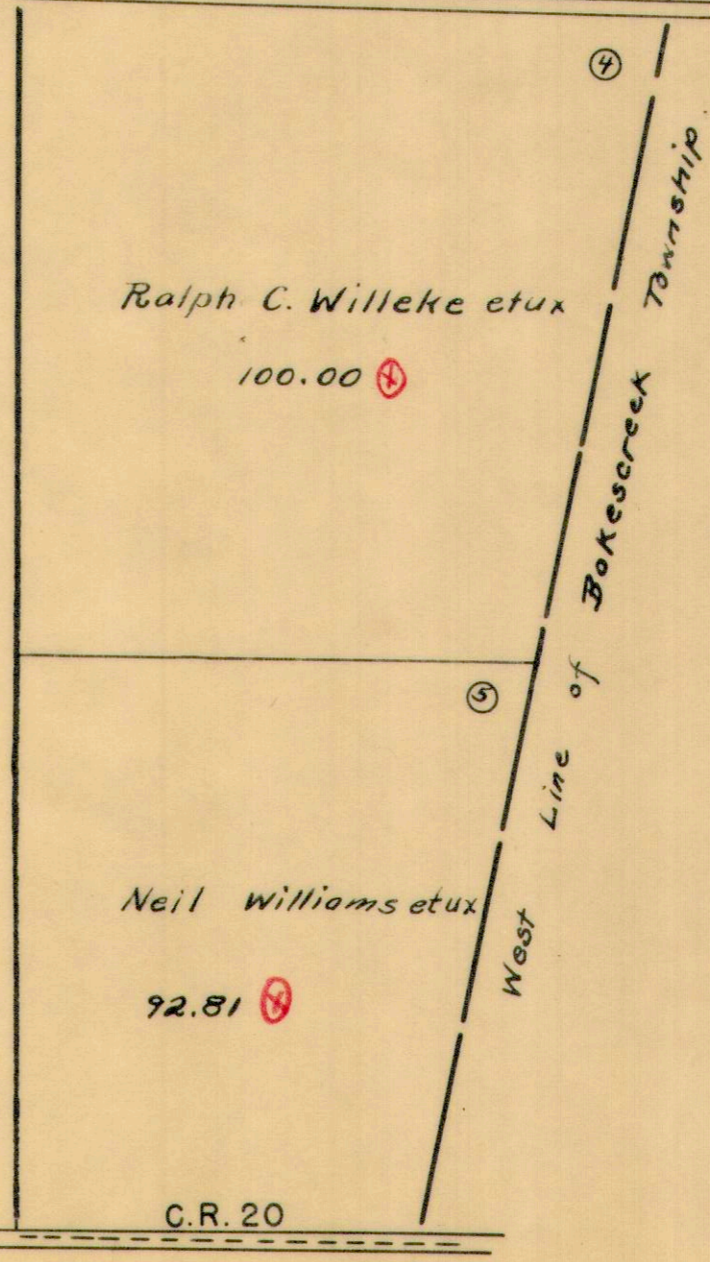 ④
Ralph C. Willeke etux
100.00 ⓧ
West Line of Bokescreek Township
⑤
Neil Williams etux
92.81 ⓧ
C.R. 20